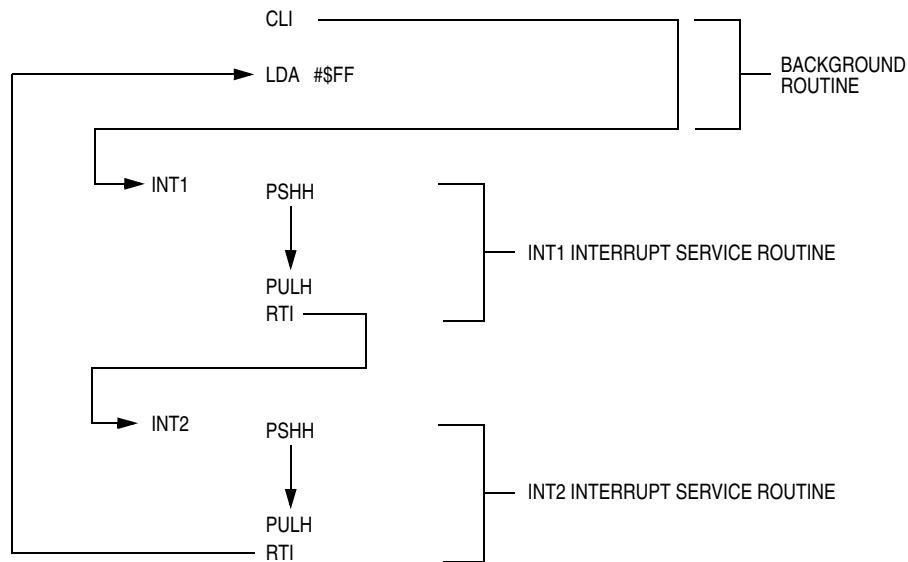 CLI
LDA #$FF
BACKGROUND
ROUTINE
INT1
PSHH
INT1 INTERRUPT SERVICE ROUTINE
PULH
RTI
INT2
PSHH
INT2 INTERRUPT SERVICE ROUTINE
PULH
RTI